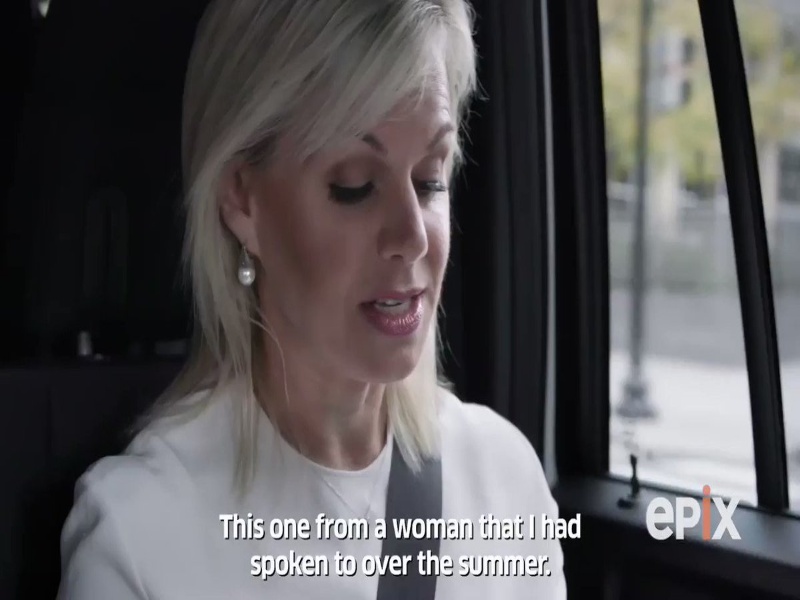 This one from a woman that I had
spoken to over the summer.
epix